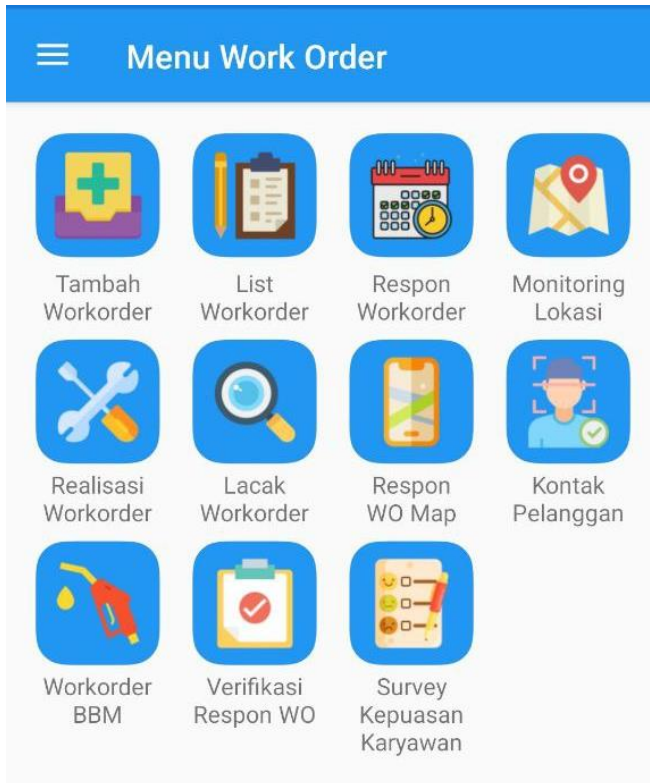 Menu Work Order
Tambah
Workorder
List
Workorder
Respon
Workorder
Monitoring
Lokasi
Realisasi
Workorder
Lacak
Workorder
Respon
WO Map
Kontak
Pelanggan
Workorder
BBM
Verifikasi
Respon WO
Survey
Kepuasan
Karyawan